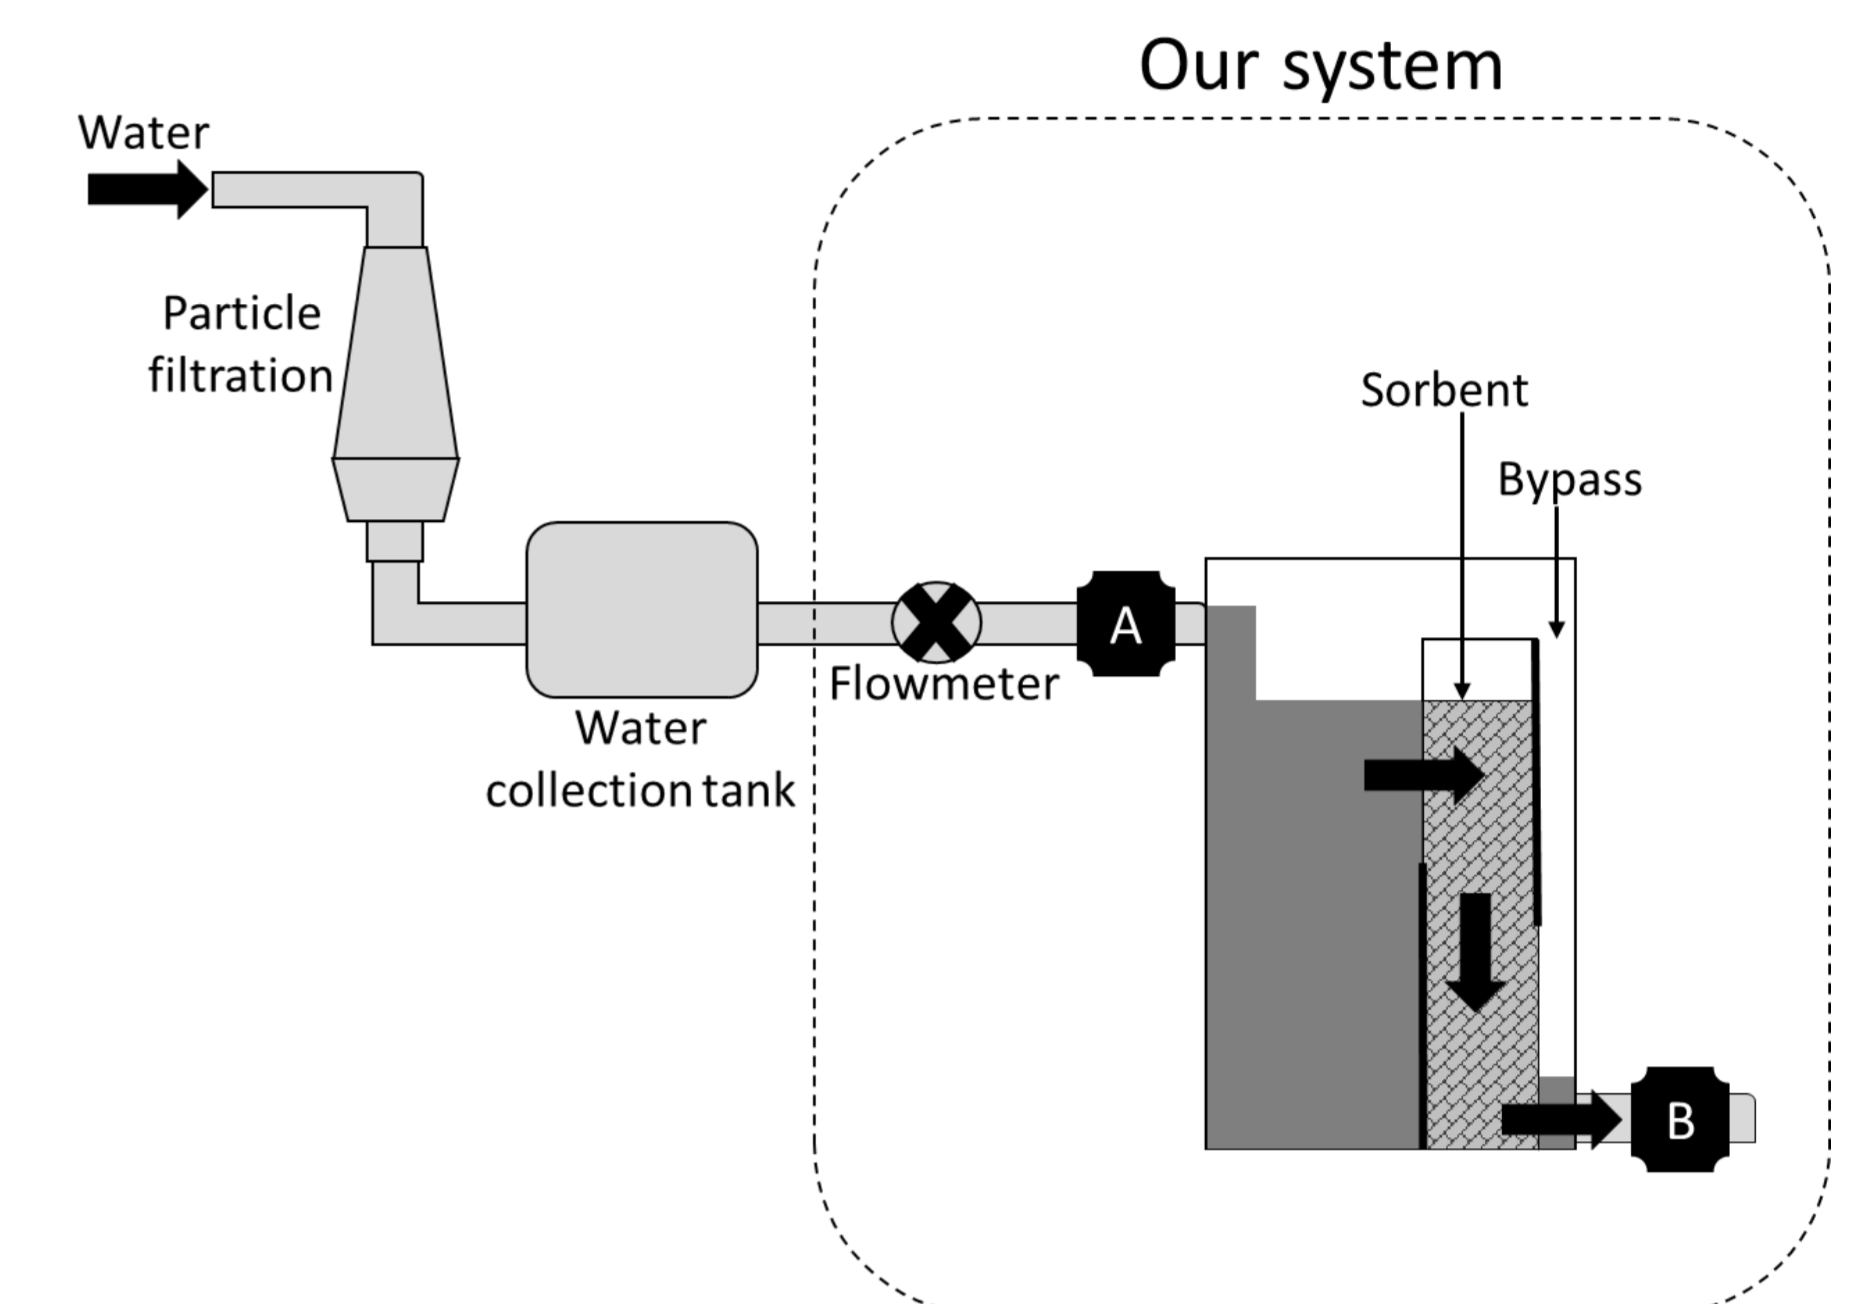 Our system
Water
Particle
filtration
Sorbent
Bypass
A
Flowmeter
Water
collection tank
B